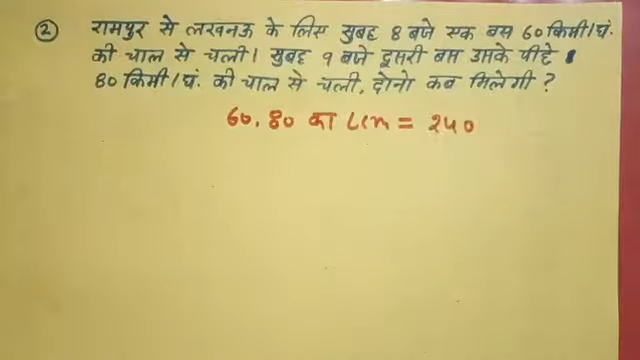 ② रामपुर से लखनऊ के लिए सुबह 8 बजे एक बस 60 किमी/घं.
की चाल से चली। सुबह 9 बजे दूसरी बस उसके पीछे
80 किमी/घं. की चाल से चली, दोनो कब मिलेगी ?
60, 80 का LCM = 240